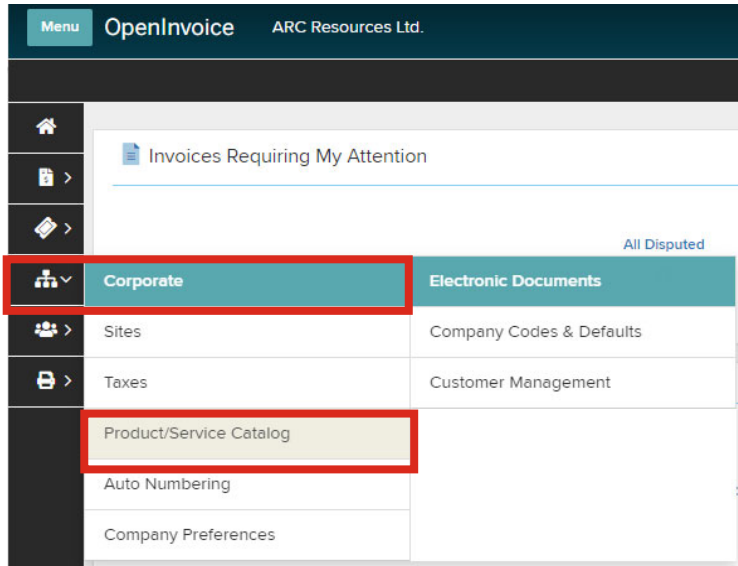 Menu OpenInvoice ARC Resources Ltd.
Invoices Requiring My Attention
All Disputed
Corporate Electronic Documents
Sites Company Codes & Defaults
Taxes Customer Management
Product/Service Catalog
Auto Numbering
Company Preferences